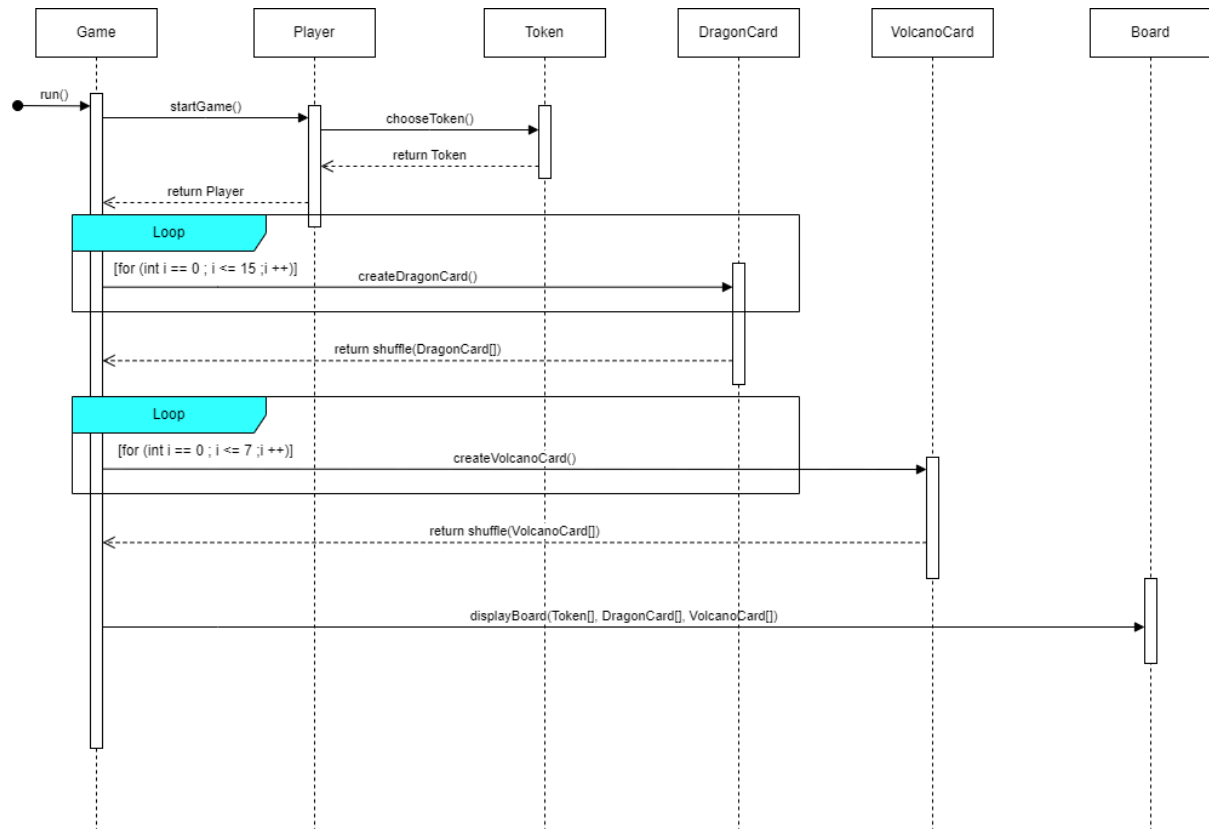 Game
Player
Token
DragonCard
VolcanoCard
Board
run()
startGame()
chooseToken()
return Token
return Player
Loop
[for (int i == 0 ; i <= 15 ;i ++)]
createDragonCard()
return shuffle(DragonCard[])
Loop
[for (int i == 0 ; i <= 7 ;i ++)]
createVolcanoCard()
return shuffle(VolcanoCard[])
displayBoard(Token[], DragonCard[], VolcanoCard[])